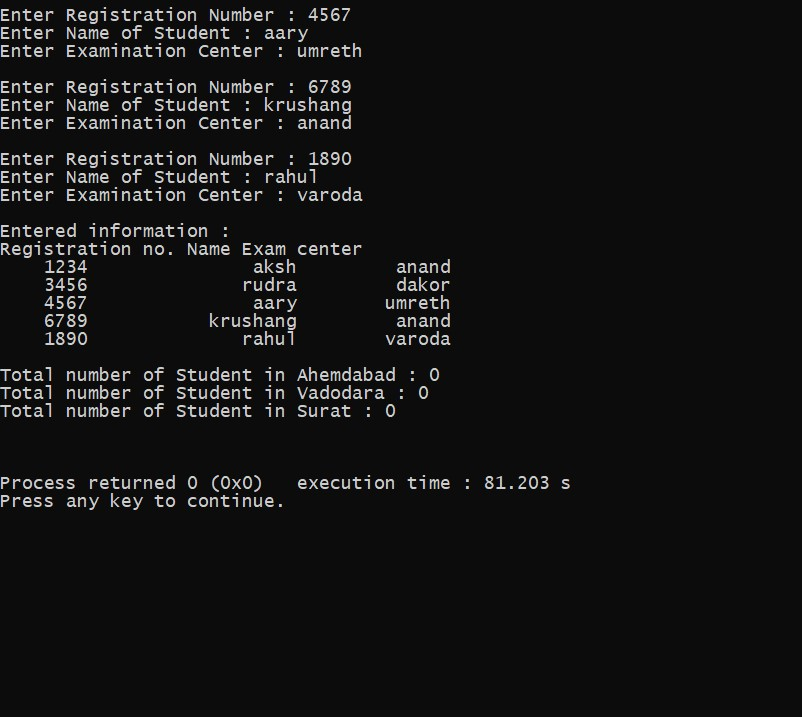 Enter Registration Number : 4567
Enter Name of Student : aary
Enter Examination Center : umreth

Enter Registration Number : 6789
Enter Name of Student : krushang
Enter Examination Center : anand

Enter Registration Number : 1890
Enter Name of Student : rahul
Enter Examination Center : varoda

Entered information :
Registration no. Name Exam center
    1234               aksh         anand
    3456              rudra         dakor
    4567               aary        umreth
    6789           krushang         anand
    1890              rahul        varoda

Total number of Student in Ahemdabad : 0
Total number of Student in Vadodara : 0
Total number of Student in Surat : 0

Process returned 0 (0x0)   execution time : 81.203 s
Press any key to continue.